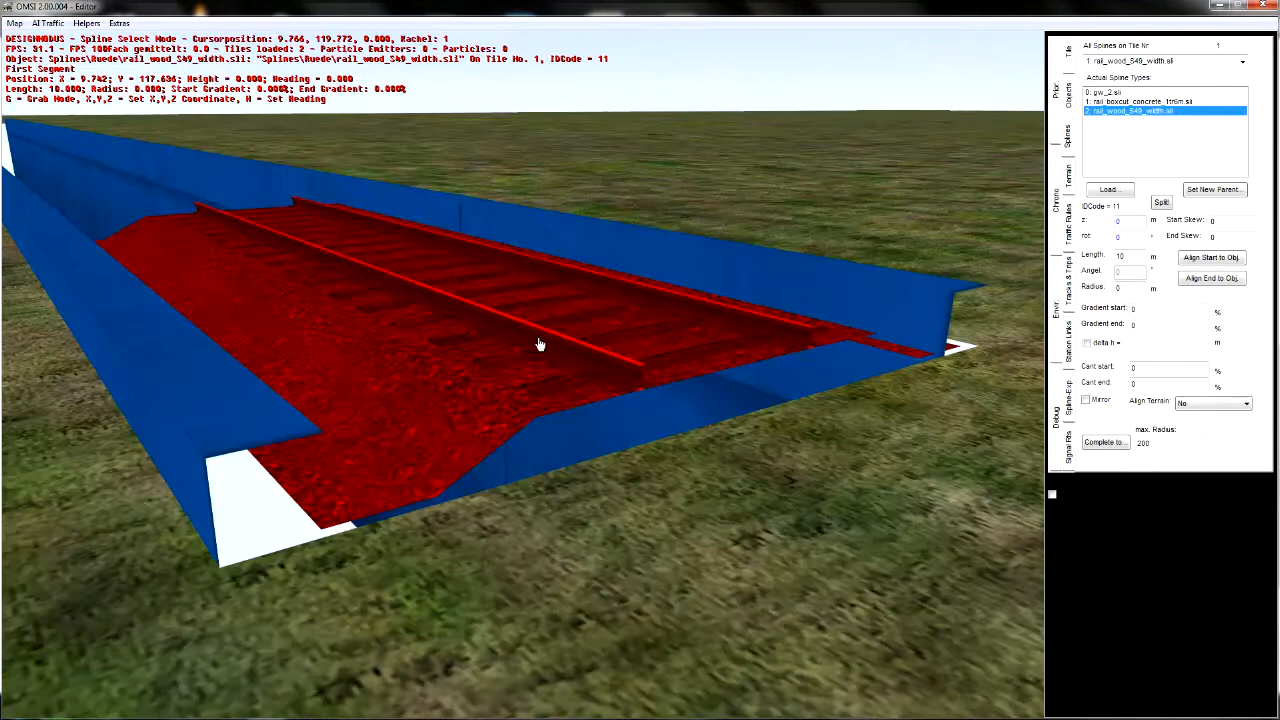 OMSI 2.00.004 - Editor
Map AI Traffic Helpers Extras
DESIGNMODUS - Spline Select Mode - Cursorposition: 9.766, 119.772, 0.000, Kachel: 1
FPS: 31.1 - FPS 100fach gemittelt: 0.0 - Tiles loaded: 2 - Particle Emitters: 0 - Particles: 0
Object: Splines\Ruede\rail_wood_S49_width.sli: "Splines\Ruede\rail_wood_S49_width.sli" On Tile No. 1, IDCode = 11
First Segment
Position: X = 9.742; Y = 117.636; Height = 0.000; Heading = 0.000
Length: 10.000; Radius: 0.000; Start Gradient: 0.000%; End Gradient: 0.000%
G = Grab Mode, X,Y,Z = Set X,Y,Z Coordinate, H = Set Heading
Tile
Objects
Splines
Terrain
Traffic Rules
Tracks & Trips
Station Links
Spline-Exp
Signal Rts
Prior.
Chrono
Envir.
Debug
All Splines on Tile Nr: 1
1: rail_wood_S49_width.sli
Actual Spline Types:
0: gw_2.sli
1: rail_boxcut_concrete_1tr6m.sli
2: rail_wood_S49_width.sli
Load... Set New Parent...
IDCode = 11 Split!
z: 0 m Start Skew: 0
rot: 0 ° End Skew: 0
Length: 10 m Align Start to Obj.
Angel: 0 ° Align End to Obj.
Radius: 0 m
Gradient start: 0 %
Gradient end: 0 %
delta h = m
Cant start: 0 %
Cant end: 0 %
Mirror Align Terrain: No
max. Radius:
Complete to... 200